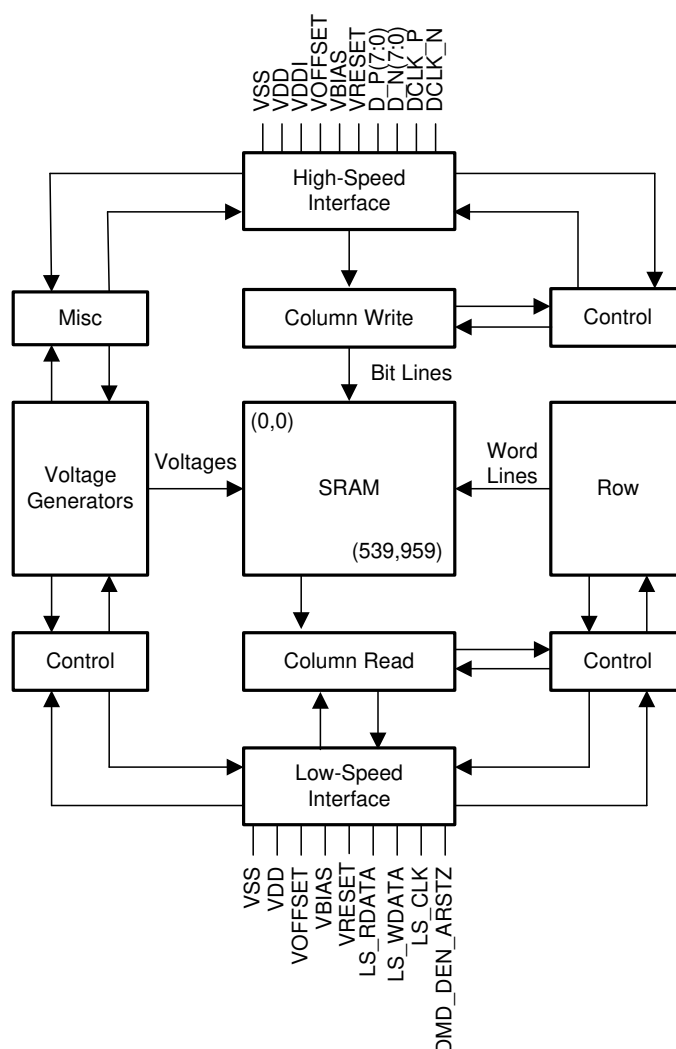 VSS
VDD
VDDI
VOFFSET
VBIAS
VRESET
D_P(7:0)
D_N(7:0)
DCLK_P
DCLK_N
High-Speed
Interface
Misc
Column Write
Control
Bit Lines
(0,0)
Voltage
Generators
Voltages
SRAM
Word
Lines
Row
(539,959)
Control
Column Read
Control
Low-Speed
Interface
VSS
VDD
VOFFSET
VBIAS
VRESET
LS_RDATA
LS_WDATA
LS_CLK
DMD_DEN_ARSTZ